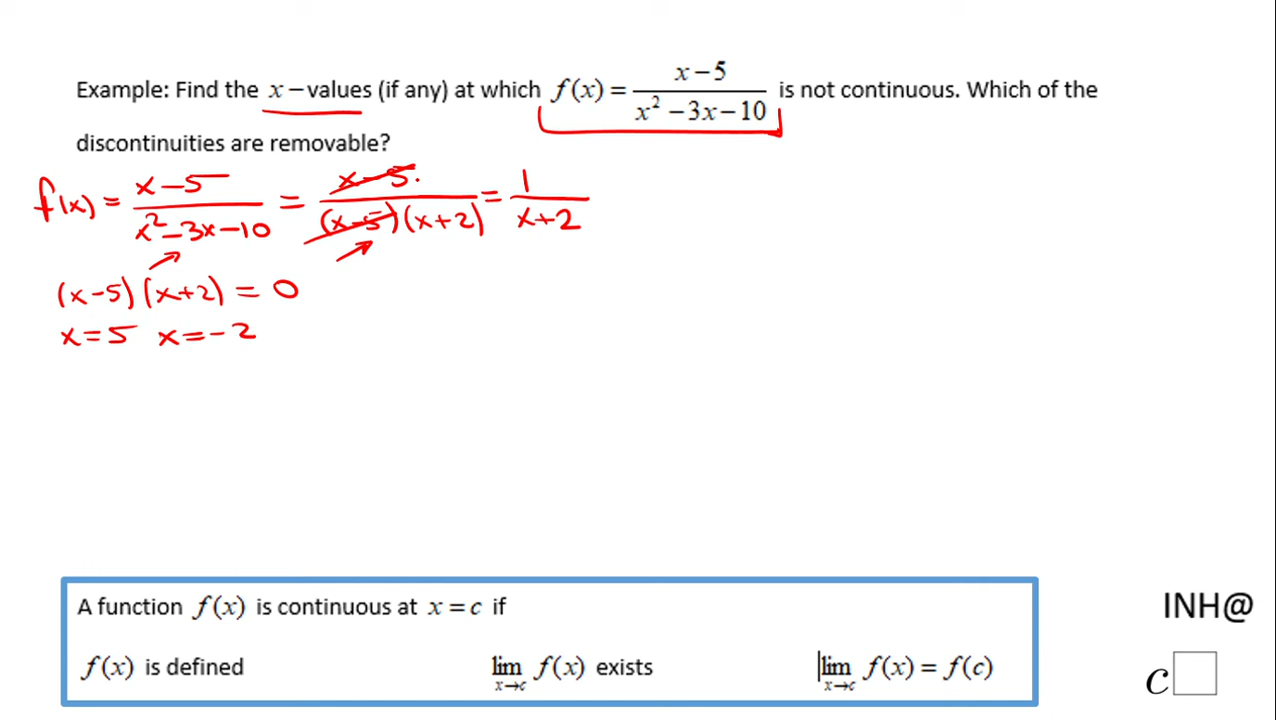 Example: Find the x – values (if any) at which f(x) = (x − 5)/(x² − 3x − 10) is not continuous. Which of the
discontinuities are removable?
f(x) = (x − 5)/(x² − 3x − 10) = (x − 5)/((x − 5)(x + 2)) = 1/(x + 2)
(x − 5)(x + 2) = 0
x = 5 x = −2
A function f(x) is continuous at x = c if
f(x) is defined lim x→c f(x) exists lim x→c f(x) = f(c)
INH@
c